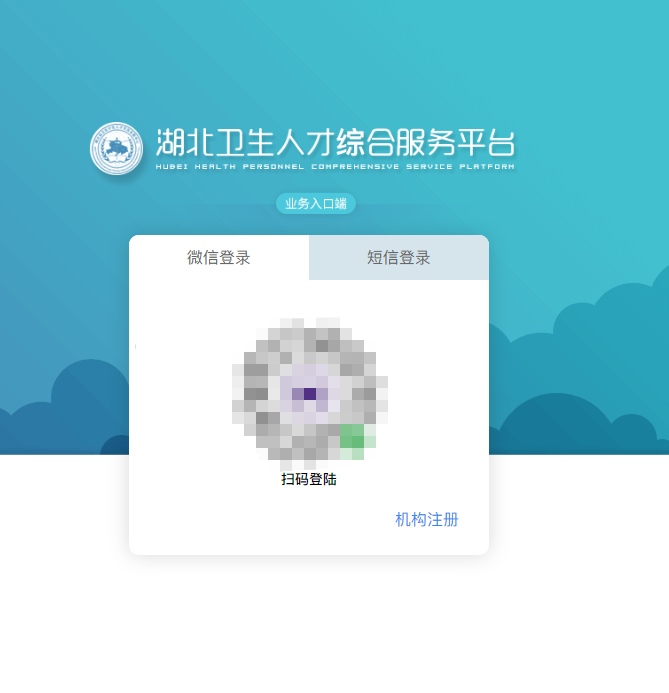 湖北卫生人才综合服务平台
HUBEI HEALTH PERSONNEL COMPREHENSIVE SERVICE PLATFORM
业务入口端
微信登录 短信登录
扫码登陆
机构注册